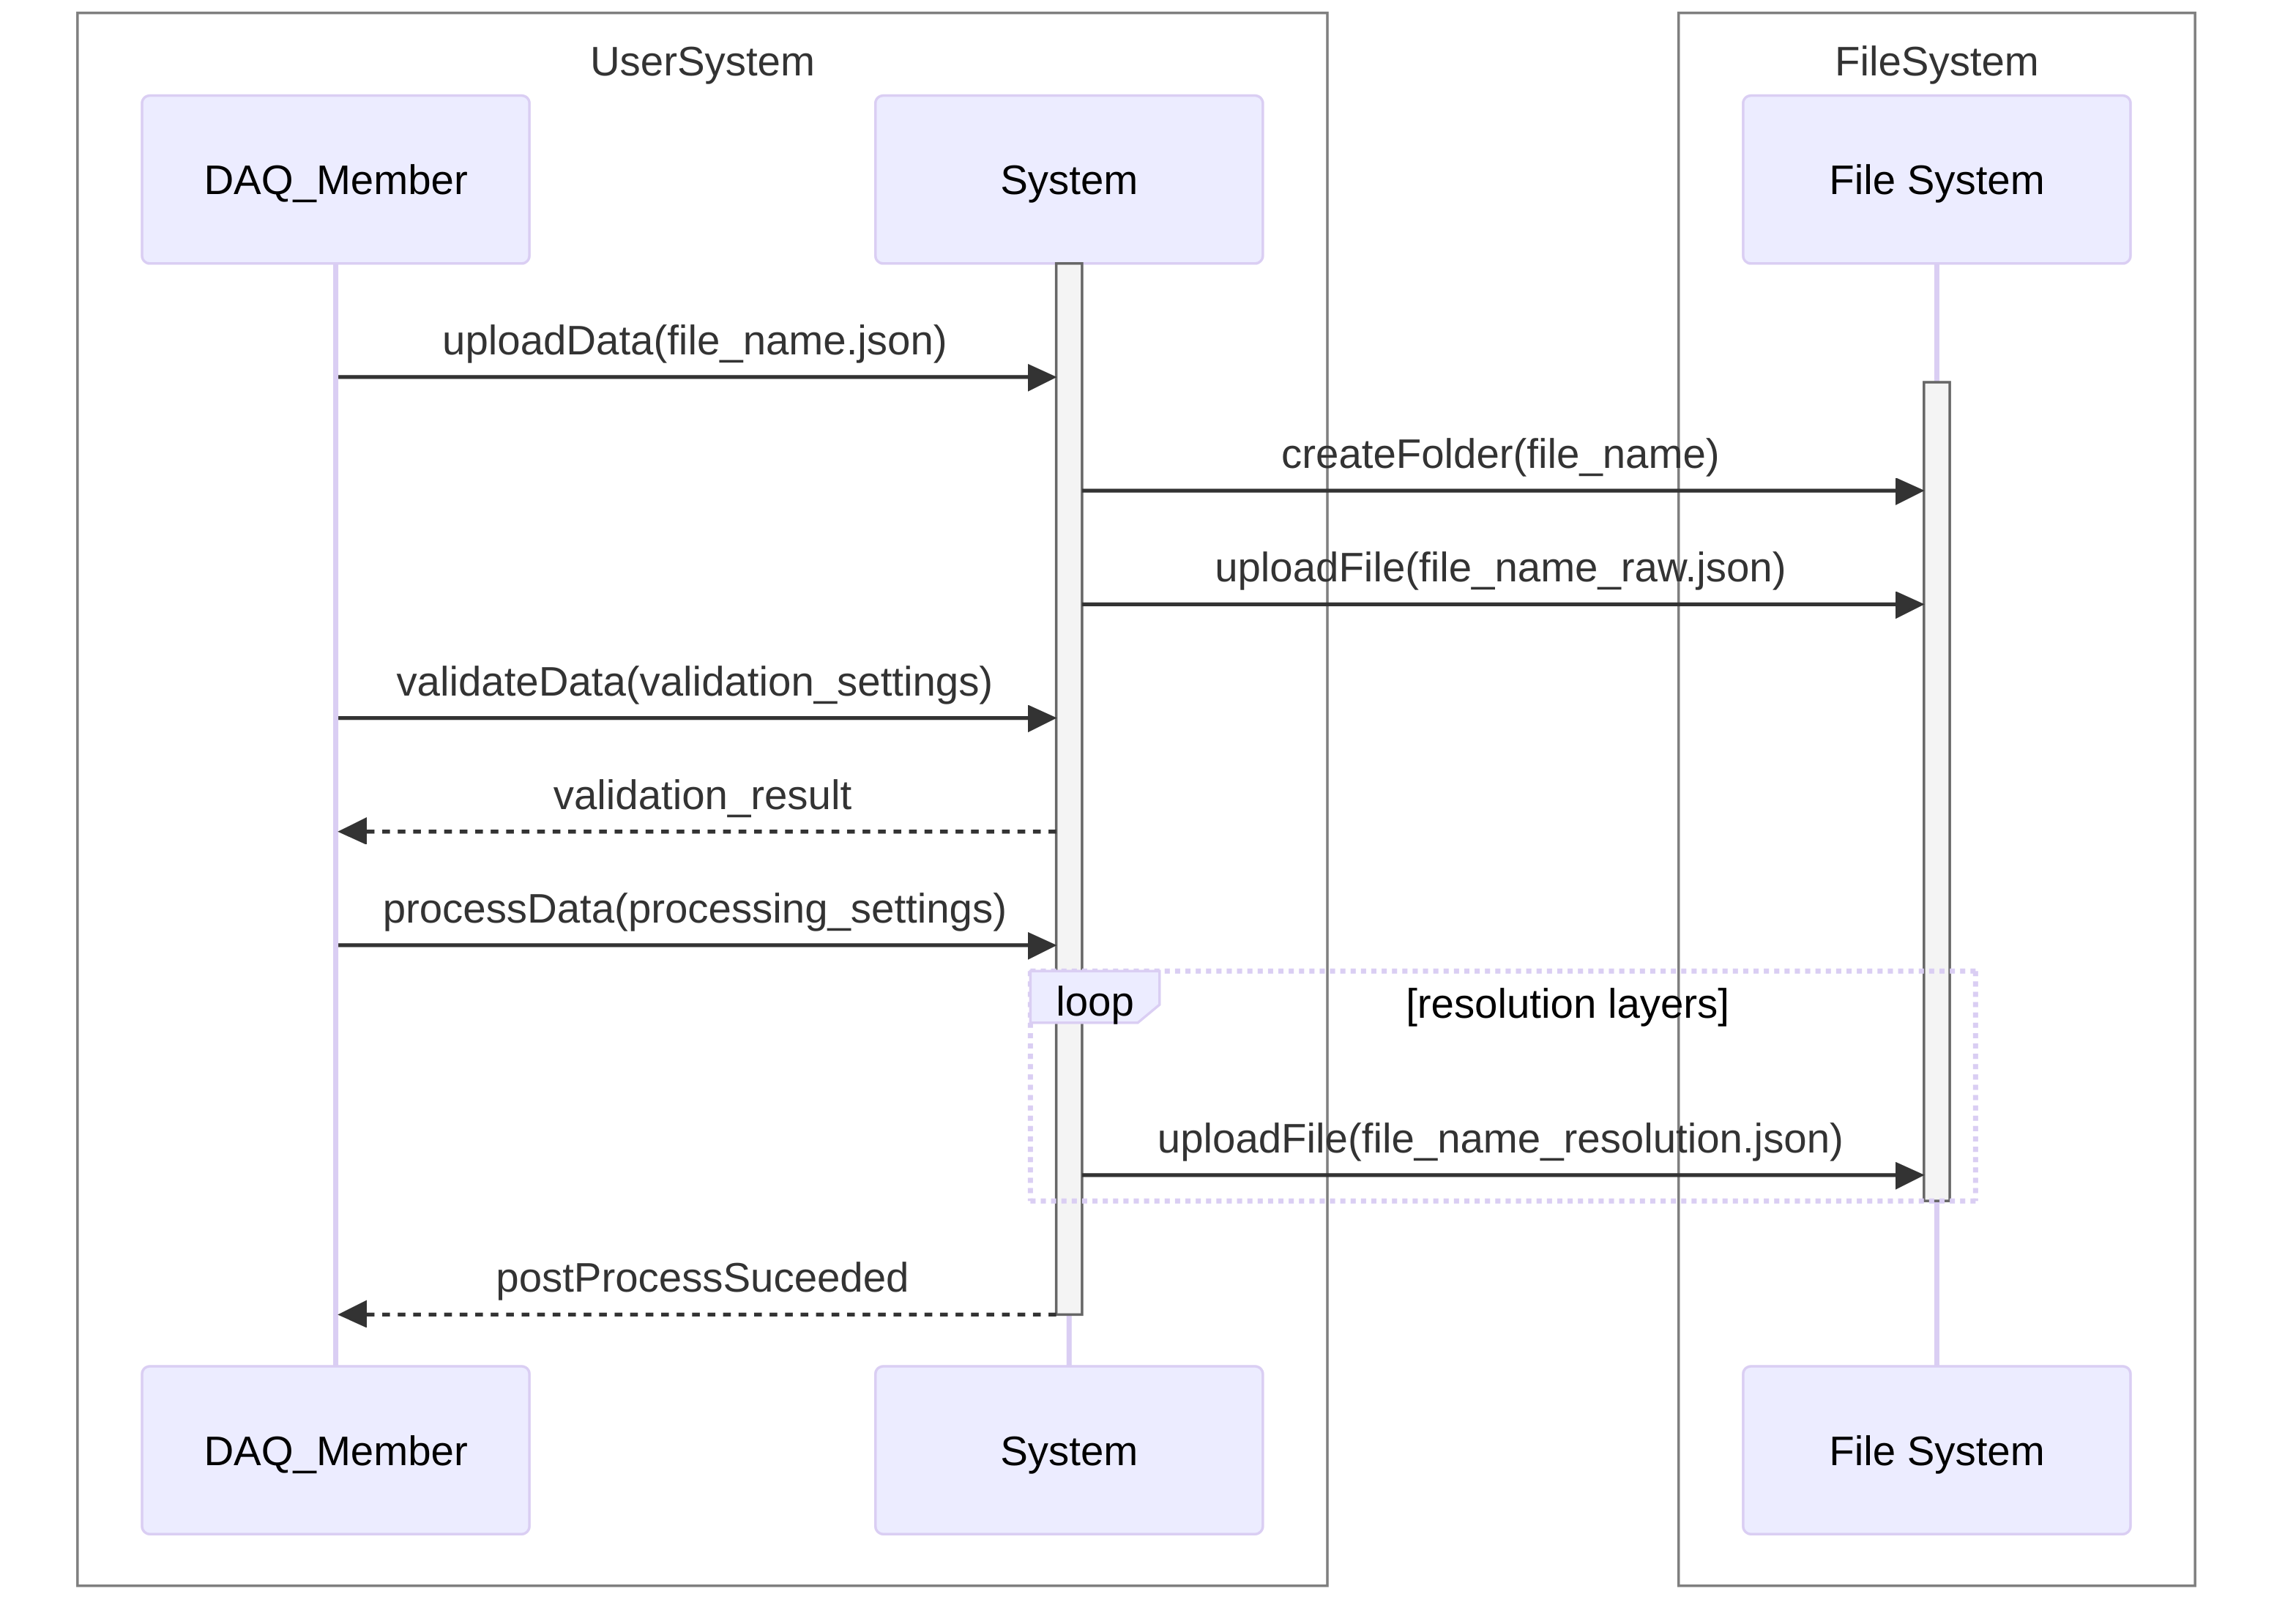 UserSystem
FileSystem
DAQ_Member
System
File System
uploadData(file_name.json)
createFolder(file_name)
uploadFile(file_name_raw.json)
validateData(validation_settings)
validation_result
processData(processing_settings)
loop
[resolution layers]
uploadFile(file_name_resolution.json)
postProcessSuceeded
DAQ_Member
System
File System